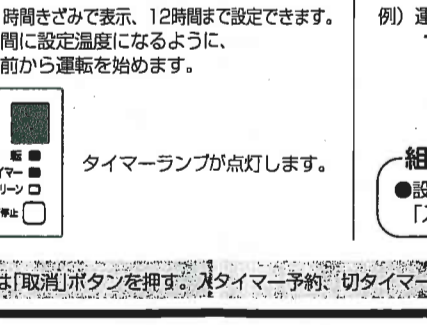 時間きざみで表示、12時間まで設定できます。
間に設定温度になるように、
前から運転を始めます。
転
イマー
リーン
停止
タイマーランプが点灯します。
例）運
組
●設
「入
は「取消」ボタンを押す。入タイマー予約、切タイマー